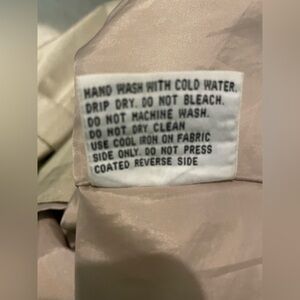 HAND WASH WITH COLD WATER.
DRIP DRY. DO NOT BLEACH.
DO NOT MACHINE WASH.
DO NOT DRY CLEAN
USE COOL IRON ON FABRIC
SIDE ONLY. DO NOT PRESS
COATED REVERSE SIDE